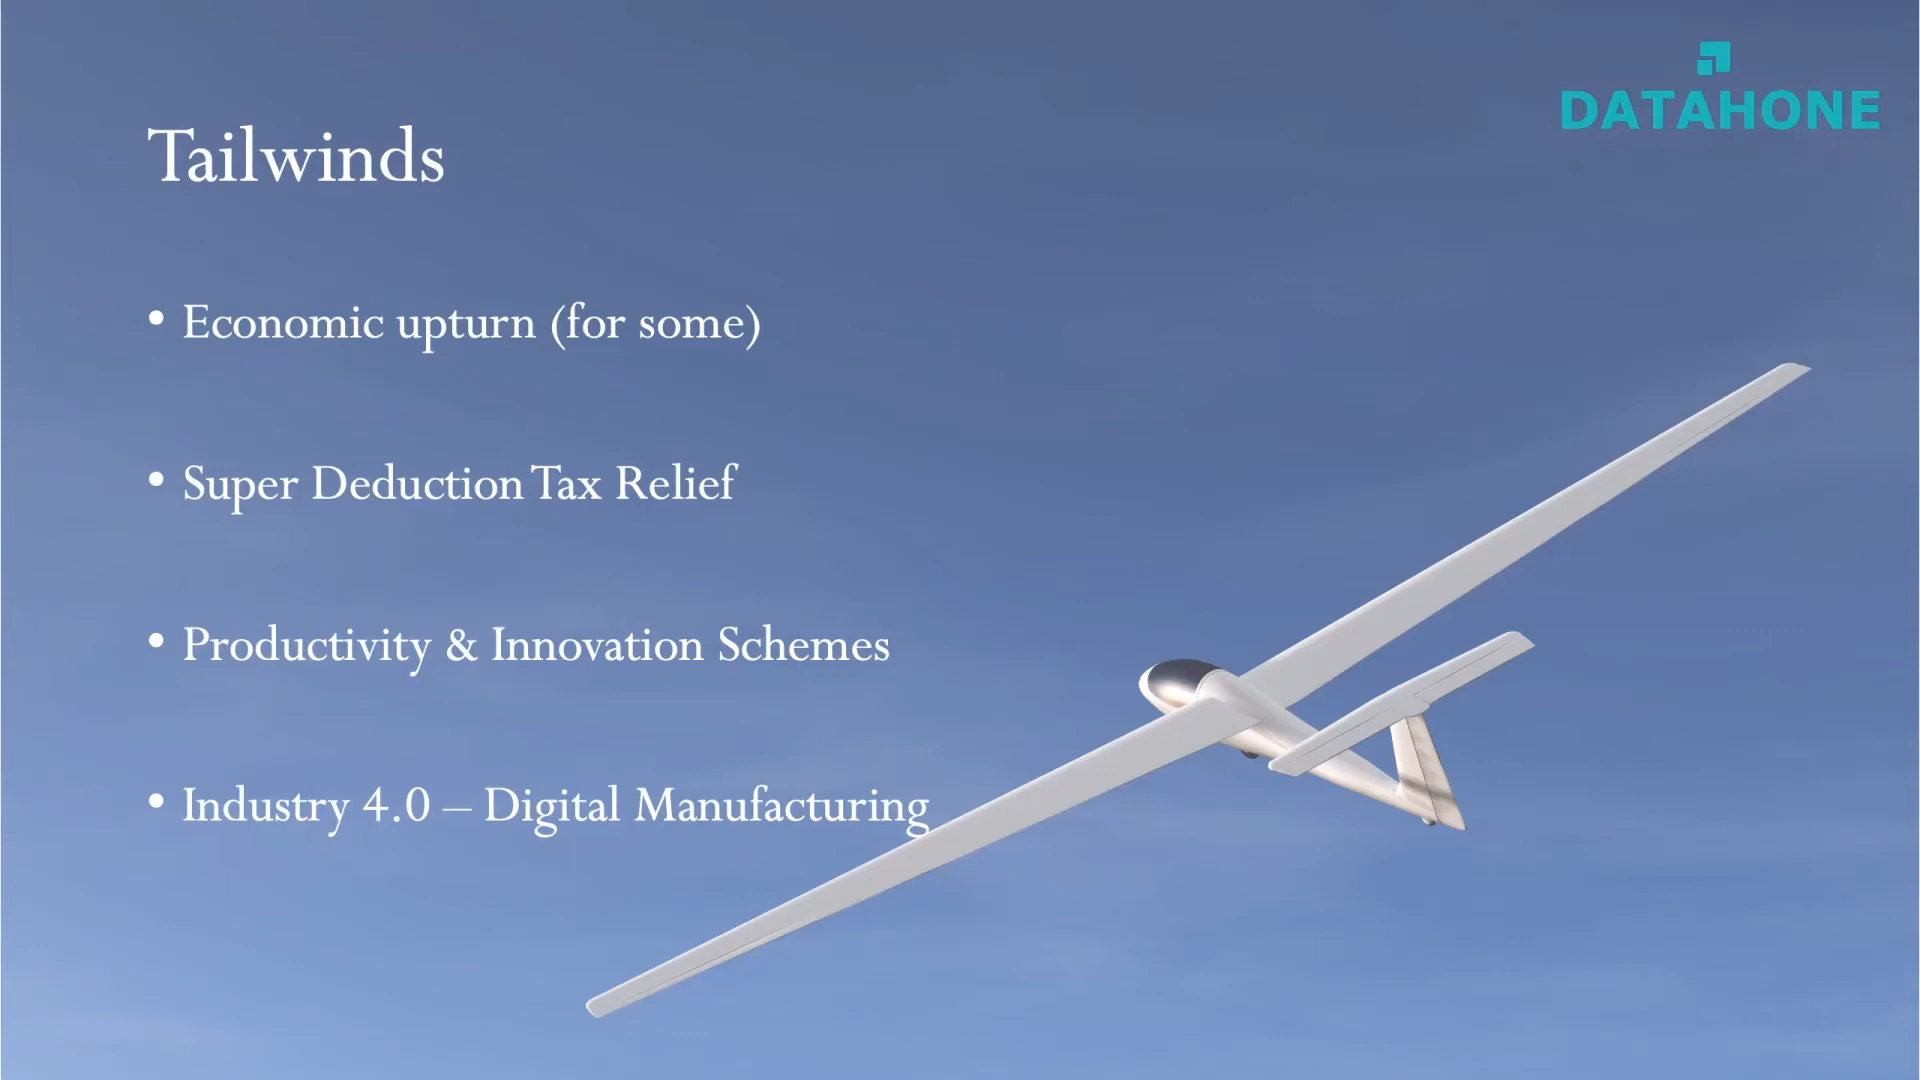 DATAHONE
Tailwinds
• Economic upturn (for some)
• Super Deduction Tax Relief
• Productivity & Innovation Schemes
• Industry 4.0 – Digital Manufacturing